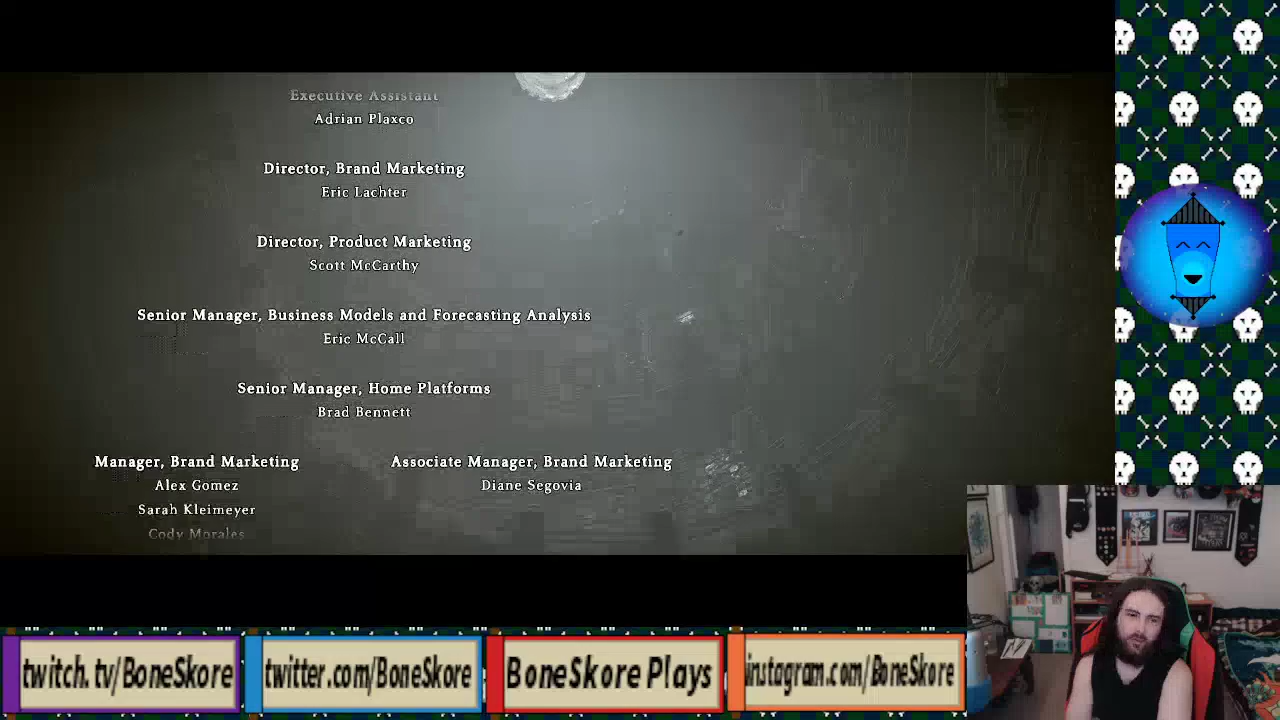 Executive Assistant
Adrian Plaxco
Director, Brand Marketing
Eric Lachter
Director, Product Marketing
Scott McCarthy
Senior Manager, Business Models and Forecasting Analysis
Eric McCall
Senior Manager, Home Platforms
Brad Bennett
Manager, Brand Marketing
Alex Gomez
Sarah Kleimeyer
Cody Morales
Associate Manager, Brand Marketing
Diane Segovia
twitch.tv/BoneSkore
twitter.com/BoneSkore
BoneSkore Plays
instagram.com/BoneSkore